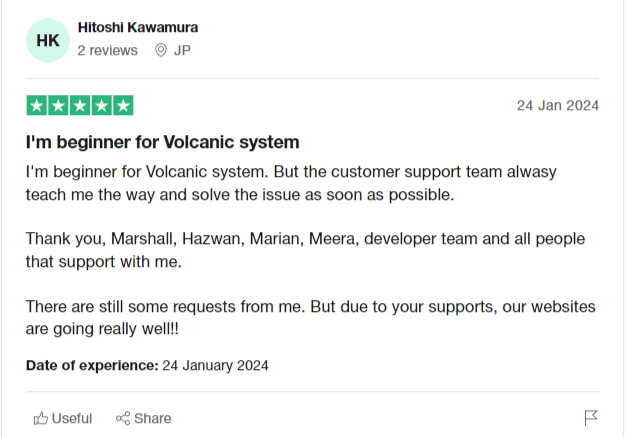 HK
Hitoshi Kawamura
2 reviews JP
24 Jan 2024
I'm beginner for Volcanic system
I'm beginner for Volcanic system. But the customer support team alwasy
teach me the way and solve the issue as soon as possible.
Thank you, Marshall, Hazwan, Marian, Meera, developer team and all people
that support with me.
There are still some requests from me. But due to your supports, our websites
are going really well!!
Date of experience: 24 January 2024
Useful Share